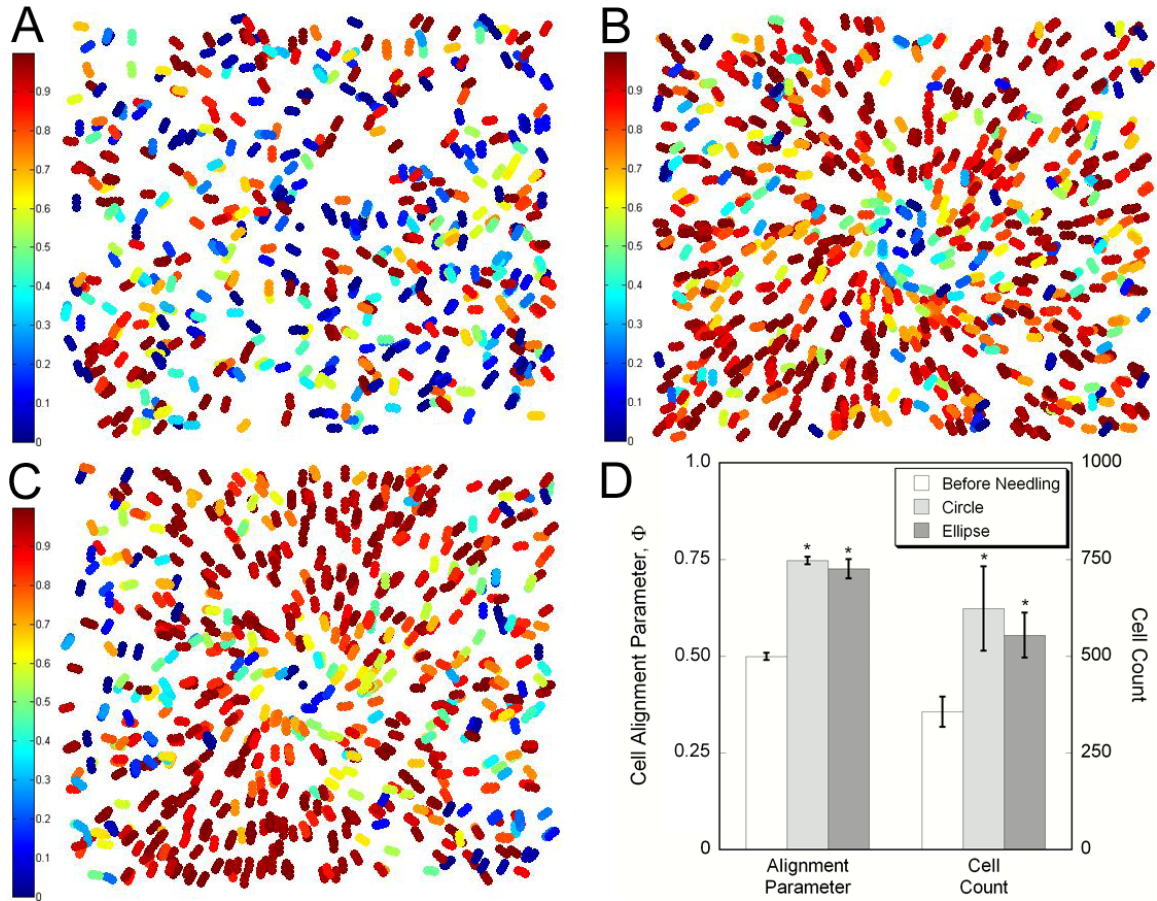 A
0.9
0.8
0.7
0.6
0.5
0.4
0.3
0.2
0.1
0
B
0.9
0.8
0.7
0.6
0.5
0.4
0.3
0.2
0.1
0
C
0.9
0.8
0.7
0.6
0.5
0.4
0.3
0.2
0.1
0
D
Cell Alignment Parameter, Φ
1.0
0.75
0.50
0.25
0
Before Needling
Circle
Ellipse
* * * *
1000
750
500
250
0
Cell Count
Alignment
Parameter
Cell
Count